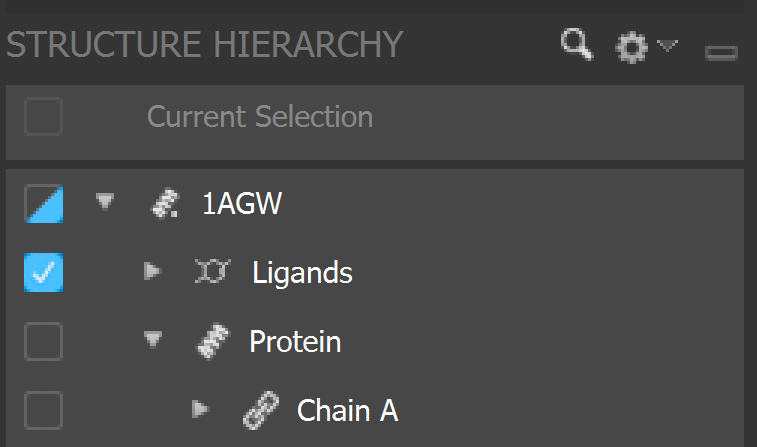 STRUCTURE HIERARCHY
Current Selection
1AGW
Ligands
Protein
Chain A